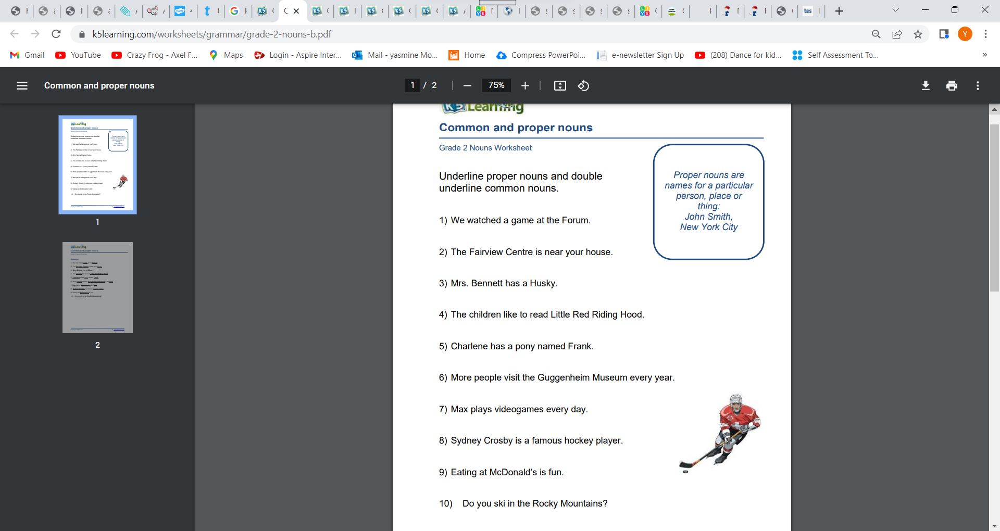 k5learning.com/worksheets/grammar/grade-2-nouns-b.pdf
Y
Gmail
YouTube
Crazy Frog - Axel F...
Maps
Login - Aspire Inter...
Mail - yasmine Mo...
Home
Compress PowerPoi...
e-newsletter Sign Up
(208) Dance for kid...
Self Assessment To...
»
Common and proper nouns
1 / 2
75%
1
2
K5 Learning
Common and proper nouns
Grade 2 Nouns Worksheet
Underline proper nouns and double
underline common nouns.
Proper nouns are
names for a particular
person, place or
thing:
John Smith,
New York City
1) We watched a game at the Forum.
2) The Fairview Centre is near your house.
3) Mrs. Bennett has a Husky.
4) The children like to read Little Red Riding Hood.
5) Charlene has a pony named Frank.
6) More people visit the Guggenheim Museum every year.
7) Max plays videogames every day.
8) Sydney Crosby is a famous hockey player.
9) Eating at McDonald’s is fun.
10) Do you ski in the Rocky Mountains?